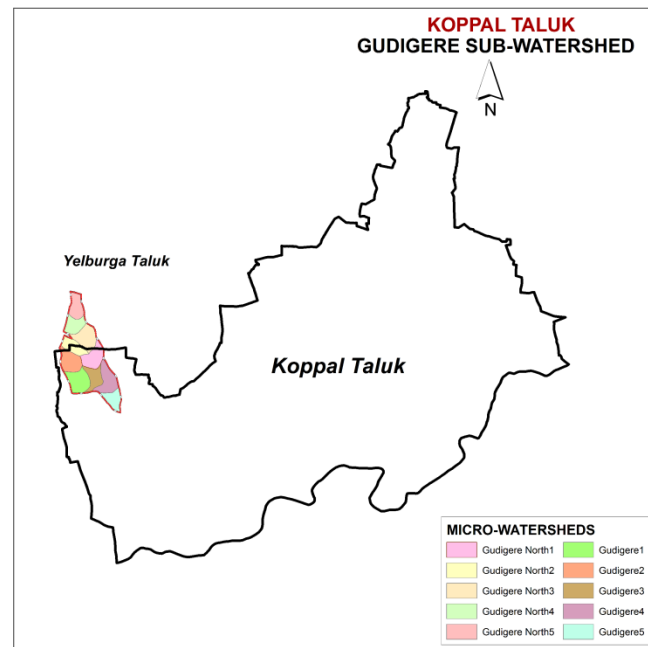 KOPPAL TALUK
GUDIGERE SUB-WATERSHED
N
Yelburga Taluk
Koppal Taluk
MICRO-WATERSHEDS
Gudigere North1
Gudigere1
Gudigere North2
Gudigere2
Gudigere North3
Gudigere3
Gudigere North4
Gudigere4
Gudigere North5
Gudigere5